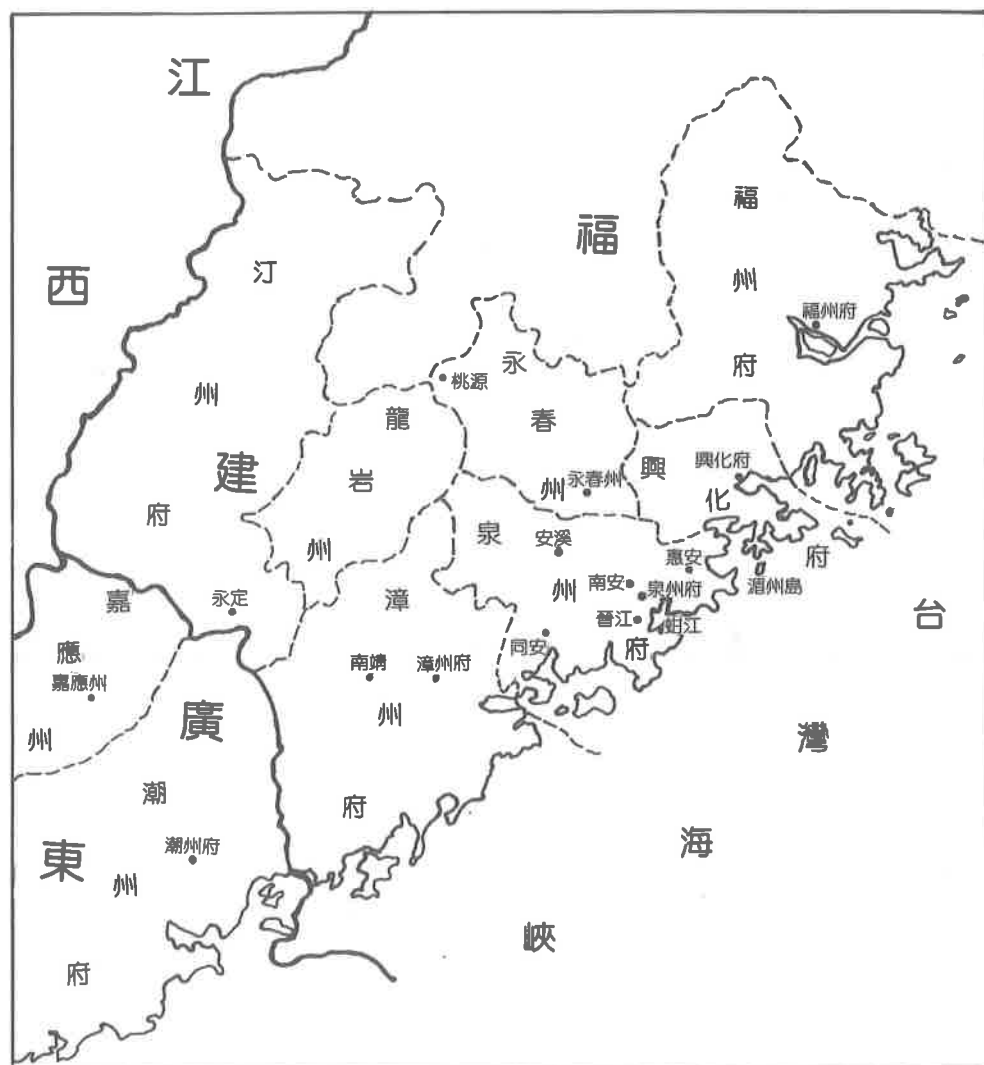 江西
福建
廣東
台灣海峽
汀州府
龍岩州
永春州
福州府
興化府
泉州府
漳州府
嘉應州
潮州府
福州府
桃源
永春州
興化府
安溪
惠安
南安
泉州府
湄州島
晉江
蚶江
同安
永定
南靖
漳州府
嘉應州
潮州府